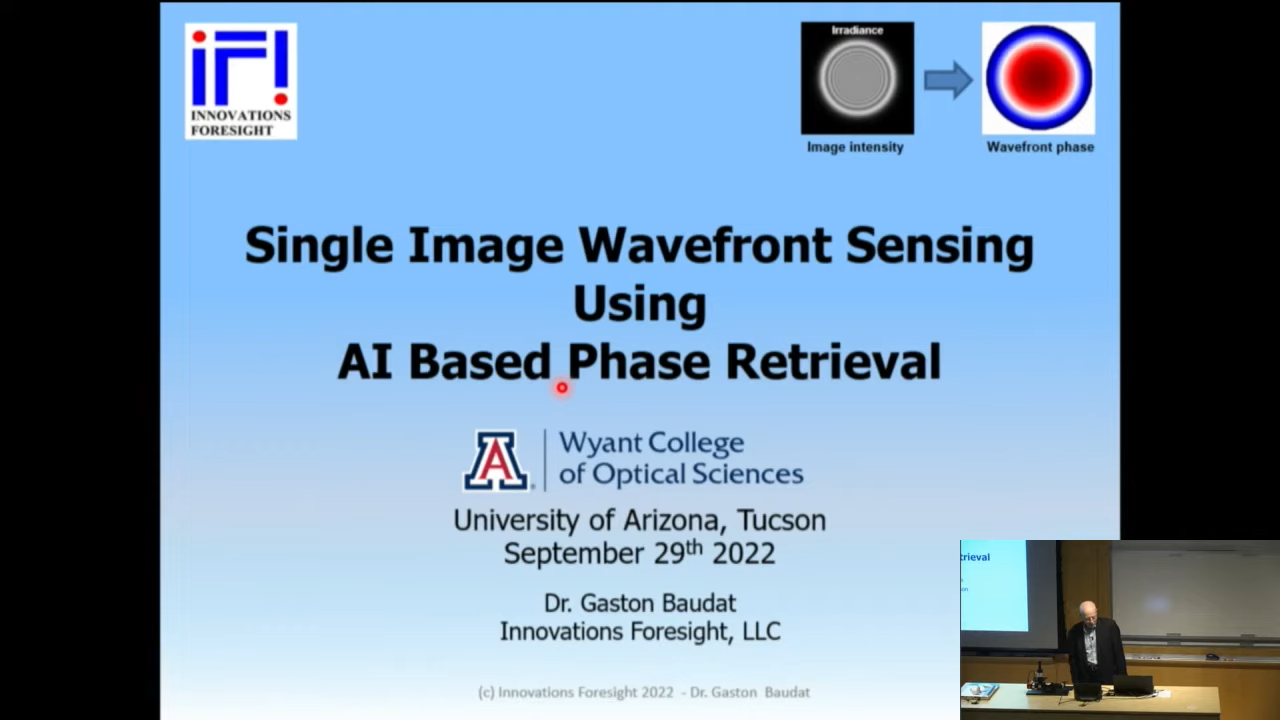 iF!
INNOVATIONS
FORESIGHT
Irradiance
Image intensity
Wavefront phase
Single Image Wavefront Sensing
Using
AI Based Phase Retrieval
A
Wyant College
of Optical Sciences
University of Arizona, Tucson
September 29th 2022
Dr. Gaston Baudat
Innovations Foresight, LLC
(c) Innovations Foresight 2022 - Dr. Gaston Baudat
trieval